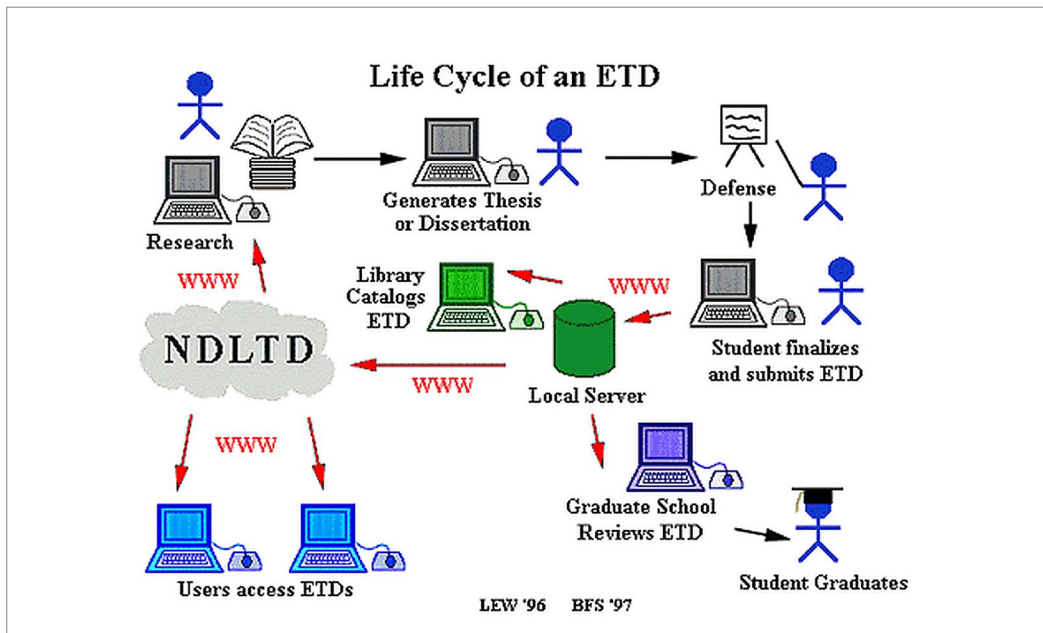 Life Cycle of an ETD
Research
Generates Thesis
or Dissertation
Defense
WWW
Library
Catalogs
ETD
WWW
Student finalizes
and submits ETD
NDLTD
WWW
Local Server
WWW
Graduate School
Reviews ETD
Users access ETDs
Student Graduates
LEW '96 BFS '97